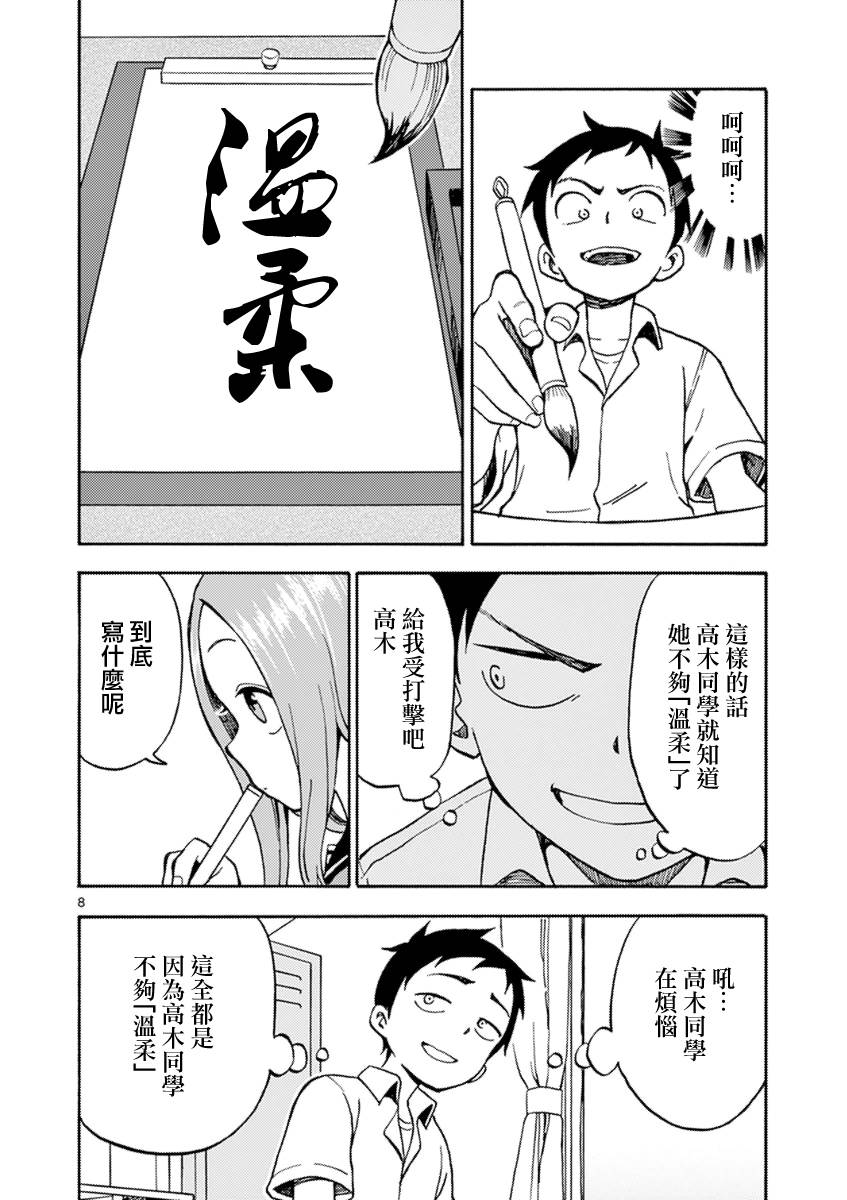 呵呵呵…
溫柔
這樣的話
高木同學就知道
她不夠「溫柔」了
給我受打擊吧
高木
到底
寫什麼呢
8
吼…
高木同學
在煩惱
這全都是
因為高木同學
不夠「溫柔」